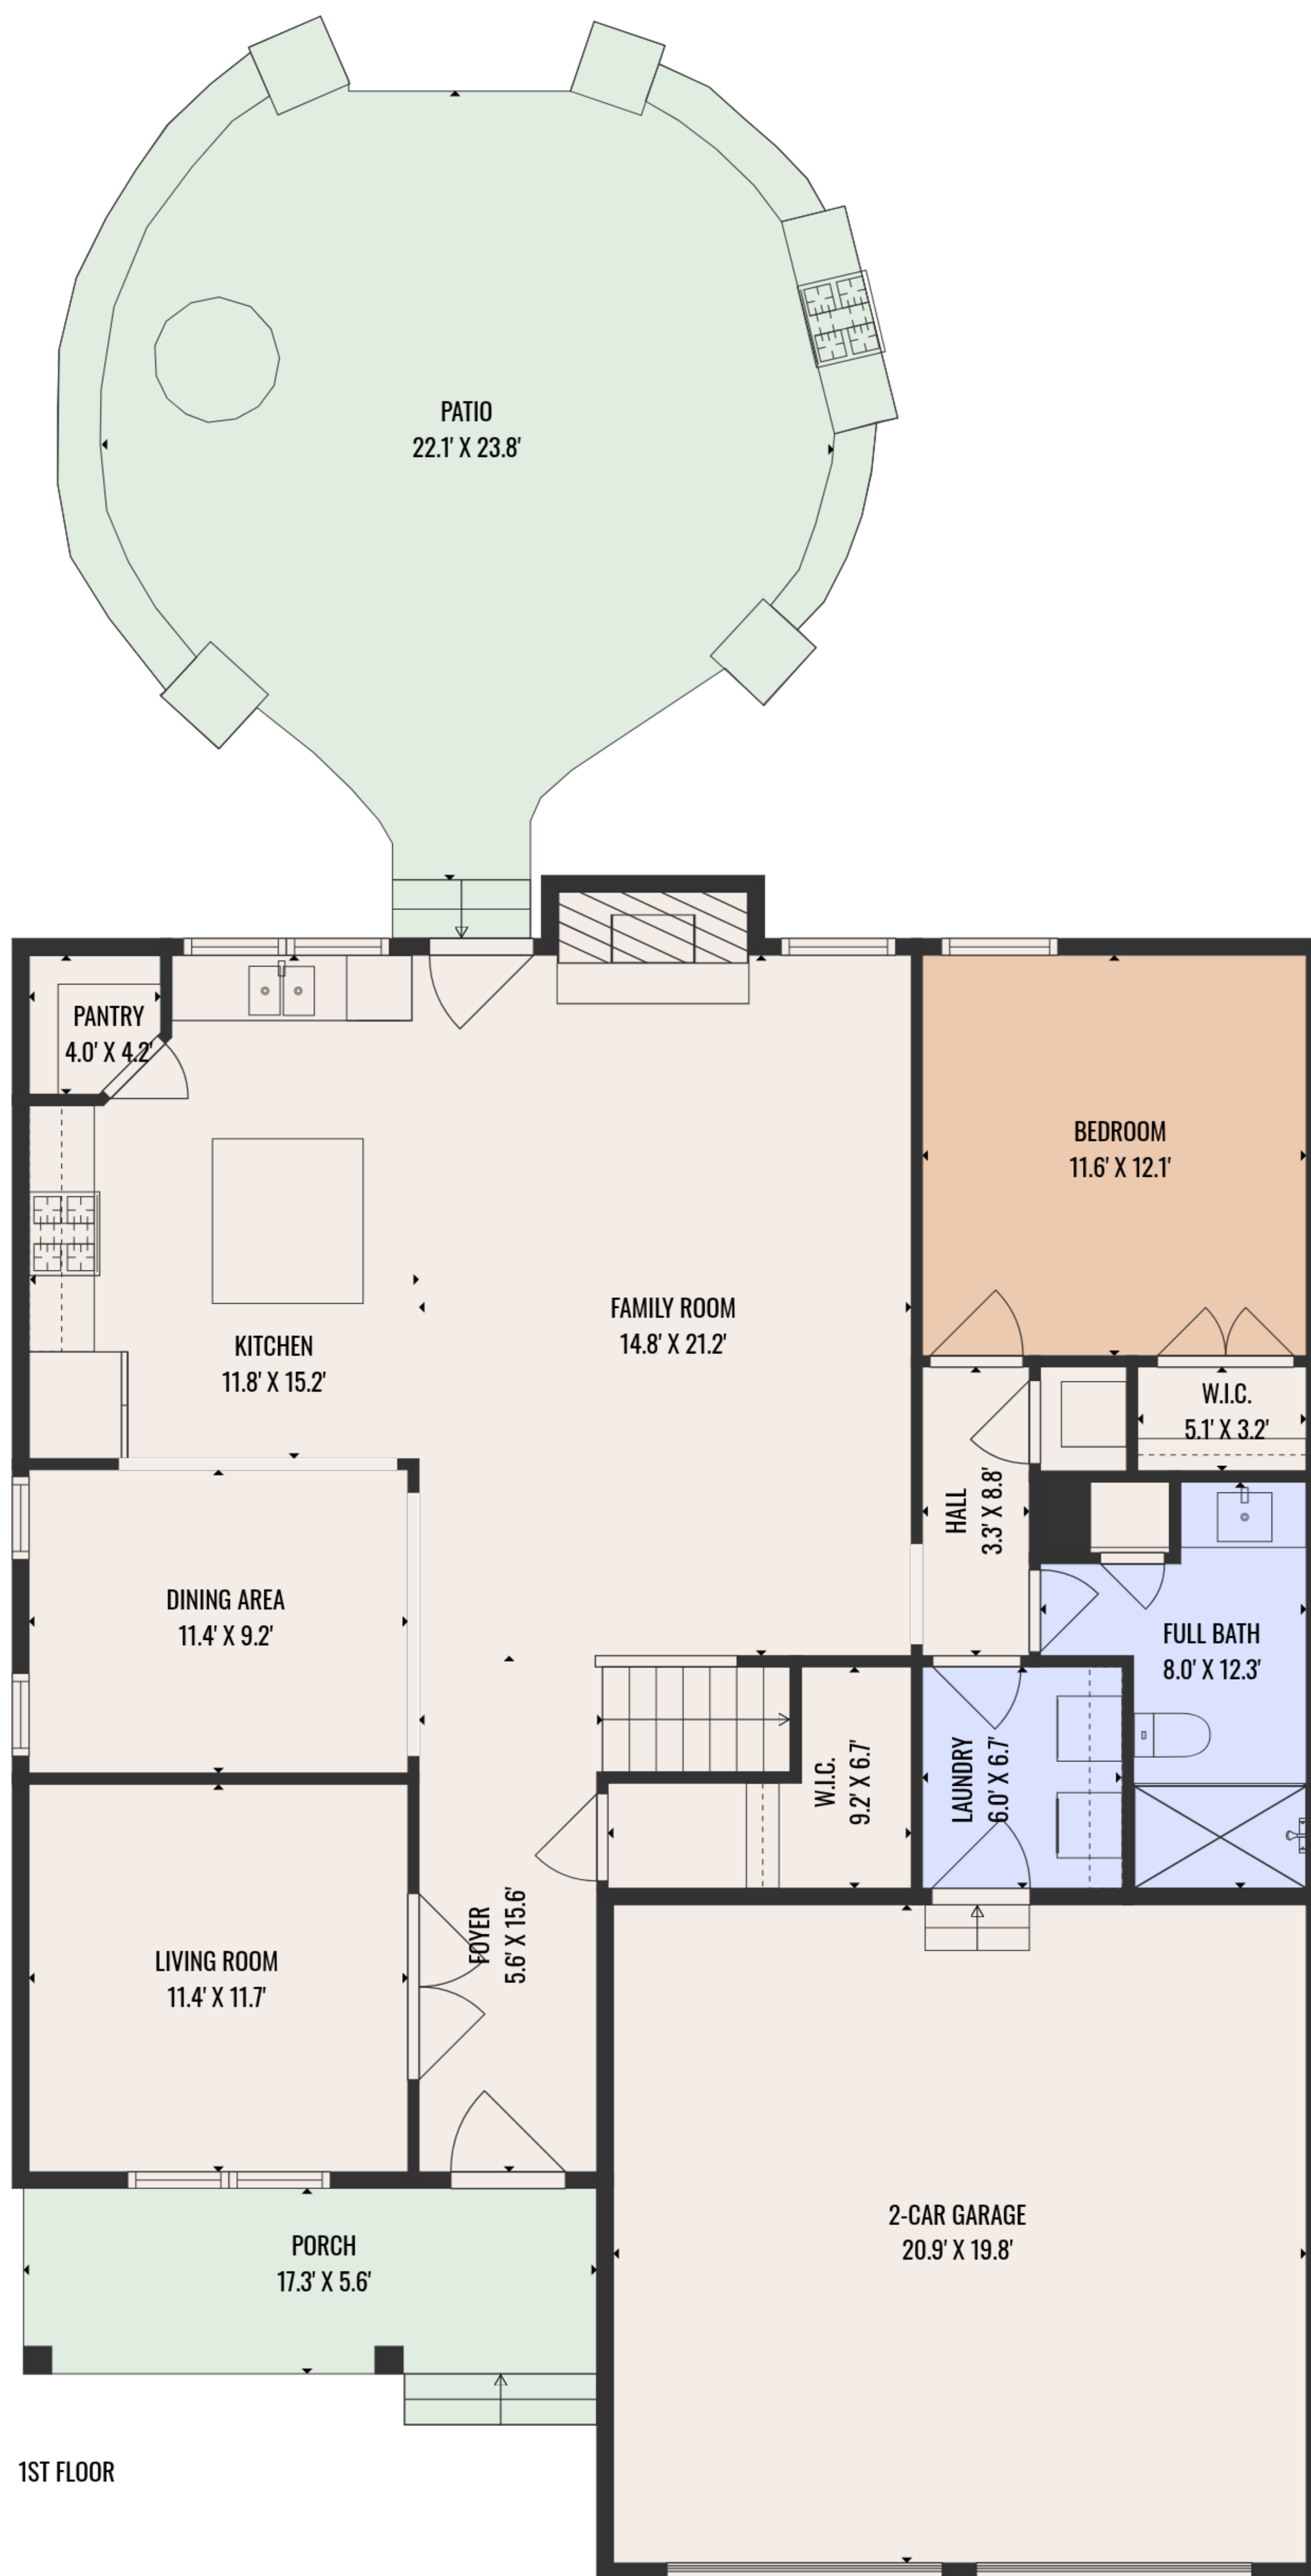 PATIO
22.1' X 23.8'
PANTRY
4.0' X 4.2'
BEDROOM
11.6' X 12.1'
FAMILY ROOM
14.8' X 21.2'
KITCHEN
11.8' X 15.2'
W.I.C.
5.1' X 3.2'
HALL
3.3' X 8.8'
DINING AREA
11.4' X 9.2'
FULL BATH
8.0' X 12.3'
W.I.C.
9.2' X 6.7'
LAUNDRY
6.0' X 6.7'
FOYER
5.6' X 15.6'
LIVING ROOM
11.4' X 11.7'
2-CAR GARAGE
20.9' X 19.8'
PORCH
17.3' X 5.6'
1ST FLOOR